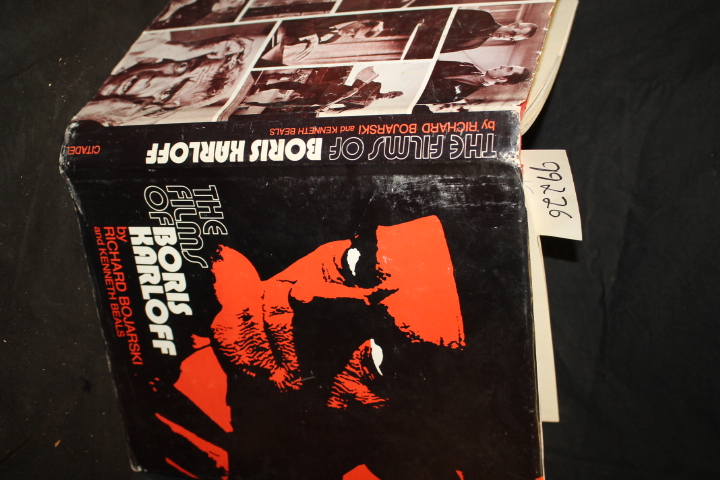 THE FILMS OF BORIS KARLOFF
by RICHARD BOJARSKI and KENNETH BEALS
CITADEL
THE
FILMS
OF
BORIS
KARLOFF
by
RICHARD BOJARSKI
and KENNETH BEALS
99226